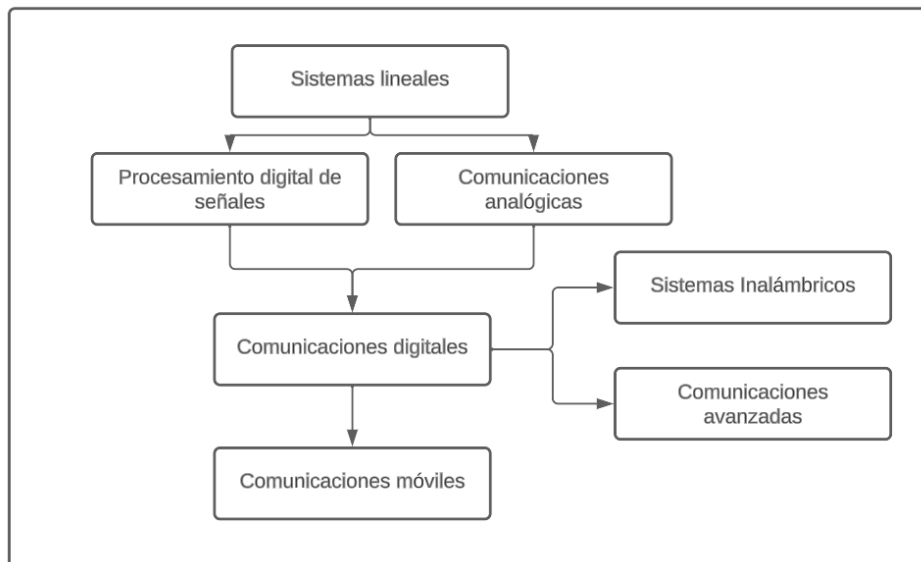 Sistemas lineales
Procesamiento digital de
señales
Comunicaciones
analógicas
Sistemas Inalámbricos
Comunicaciones digitales
Comunicaciones
avanzadas
Comunicaciones móviles